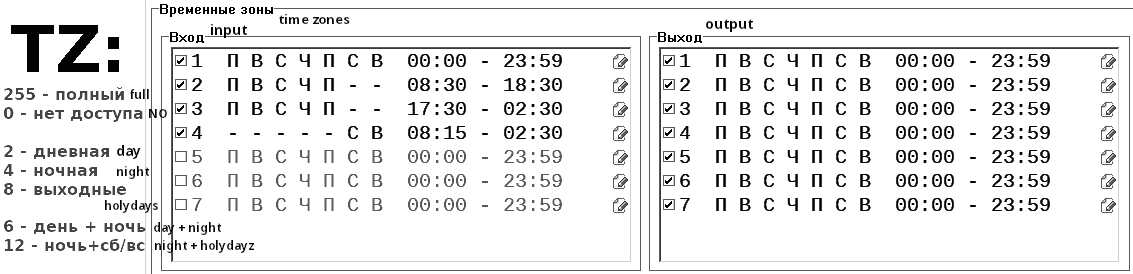 TZ:
255 - полный full
0 - нет доступа NO
2 - дневная day
4 - ночная night
8 - выходные
holydays
6 - день + ночь day + night
12 - ночь+сб/вс night + holydayz
Временные зоны time zones
Вход input
1 П В С Ч П С В 00:00 - 23:59
2 П В С Ч П - - 08:30 - 18:30
3 П В С Ч П - - 17:30 - 02:30
4 - - - - - С В 08:15 - 02:30
5 П В С Ч П С В 00:00 - 23:59
6 П В С Ч П С В 00:00 - 23:59
7 П В С Ч П С В 00:00 - 23:59
Выход output
1 П В С Ч П С В 00:00 - 23:59
2 П В С Ч П С В 00:00 - 23:59
3 П В С Ч П С В 00:00 - 23:59
4 П В С Ч П С В 00:00 - 23:59
5 П В С Ч П С В 00:00 - 23:59
6 П В С Ч П С В 00:00 - 23:59
7 П В С Ч П С В 00:00 - 23:59